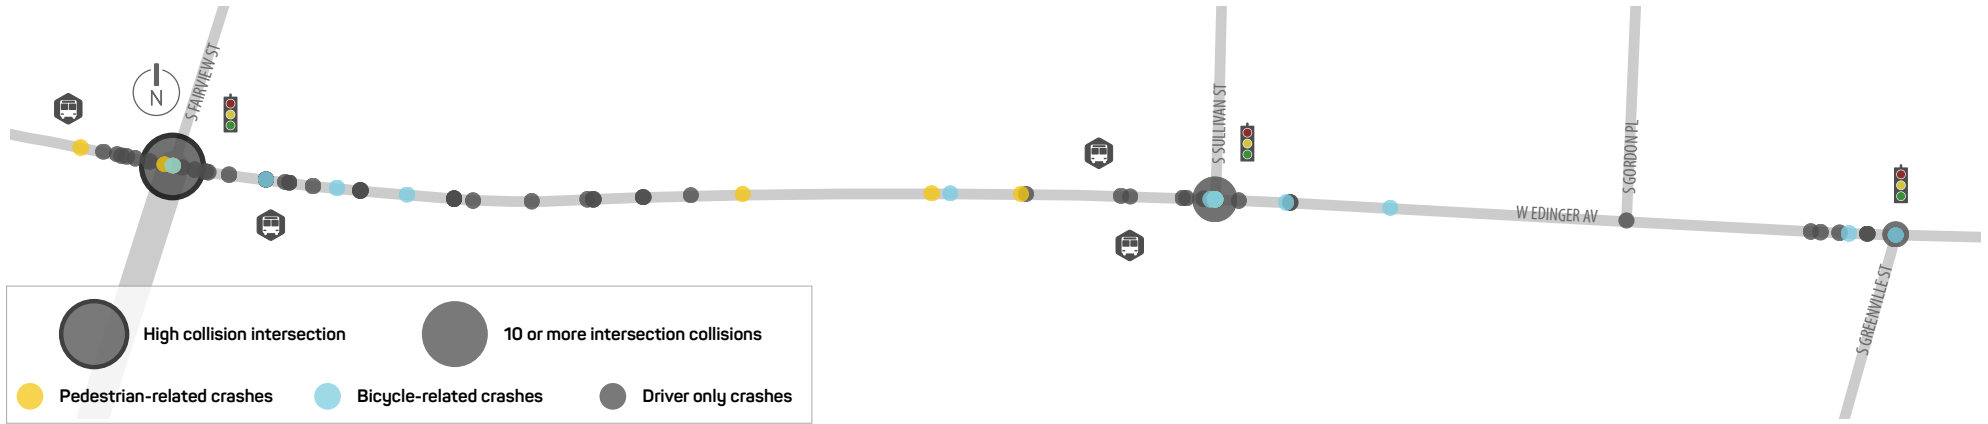 N
S FAIRVIEW ST
S SULLIVAN ST
S GORDON PL
W EDINGER AV
S GREENVILLE ST
High collision intersection
10 or more intersection collisions
Pedestrian-related crashes
Bicycle-related crashes
Driver only crashes